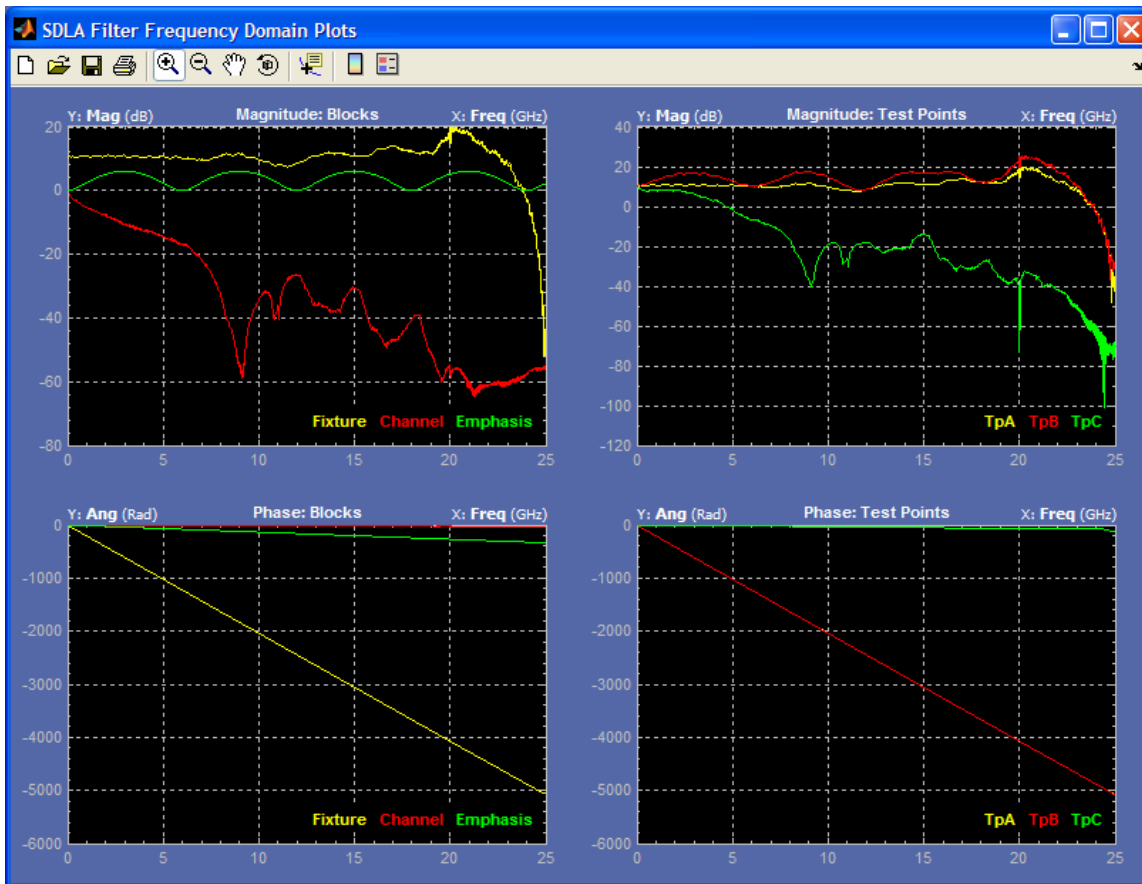 SDLA Filter Frequency Domain Plots
Y: Mag (dB) Magnitude: Blocks X: Freq (GHz)
20
0
-20
-40
-60
-80
Fixture Channel Emphasis
0 5 10 15 20 25
Y: Mag (dB) Magnitude: Test Points X: Freq (GHz)
40
20
0
-20
-40
-60
-80
-100
-120
TpA TpB TpC
0 5 10 15 20 25
Y: Ang (Rad) Phase: Blocks X: Freq (GHz)
0
-1000
-2000
-3000
-4000
-5000
-6000
Fixture Channel Emphasis
0 5 10 15 20 25
Y: Ang (Rad) Phase: Test Points X: Freq (GHz)
0
-1000
-2000
-3000
-4000
-5000
-6000
TpA TpB TpC
0 5 10 15 20 25